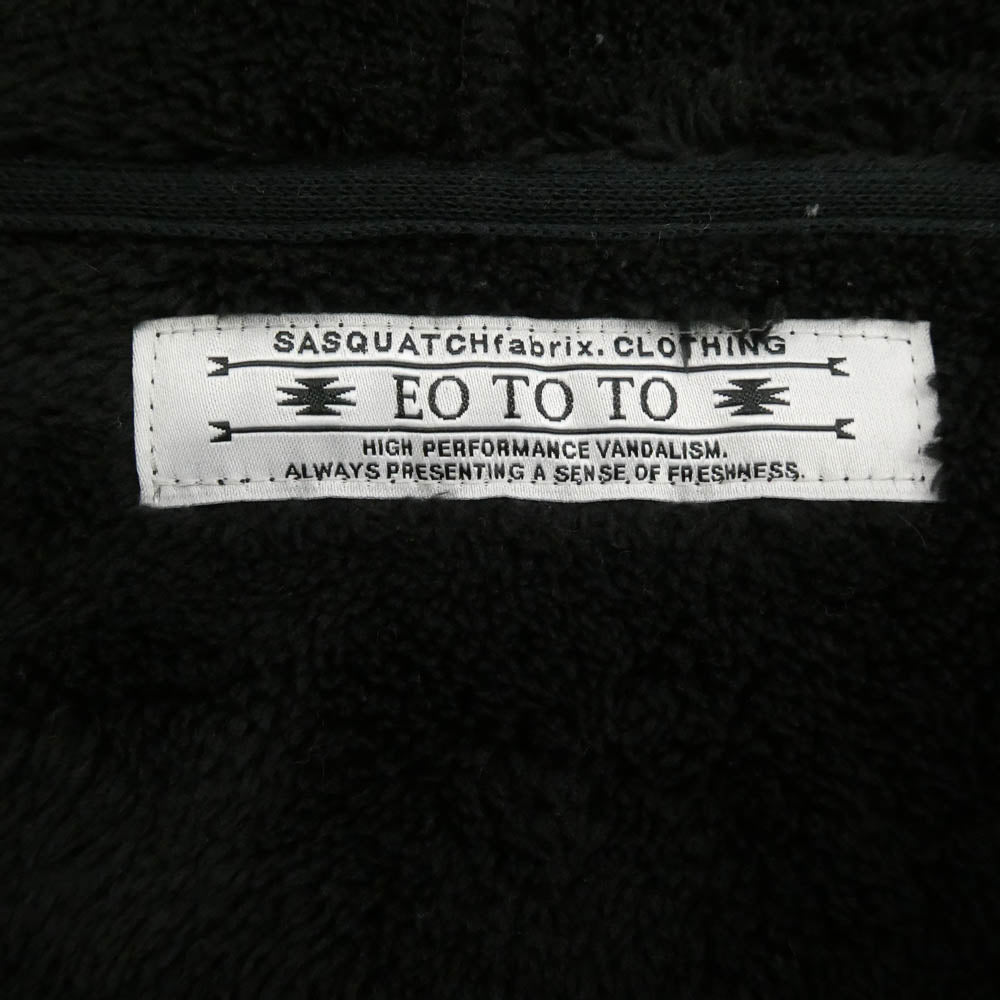 SASQUATCHfabrix. CLOTHING
EO TO TO
HIGH PERFORMANCE VANDALISM.
ALWAYS PRESENTING A SENSE OF FRESHNESS.